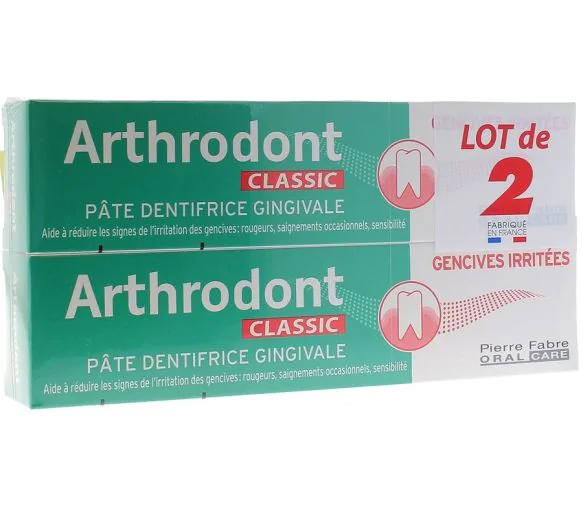 Arthrodont
CLASSIC
PÂTE DENTIFRICE GINGIVALE
Aide à réduire les signes de l'irritation des gencives: rougeurs, saignements occasionnels, sensibilité
LOT de
2
FABRIQUÉ
EN FRANCE
Arthrodont
CLASSIC
PÂTE DENTIFRICE GINGIVALE
Aide à réduire les signes de l'irritation des gencives: rougeurs, saignements occasionnels, sensibilité
GENCIVES IRRITÉES
Pierre Fabre
ORAL CARE